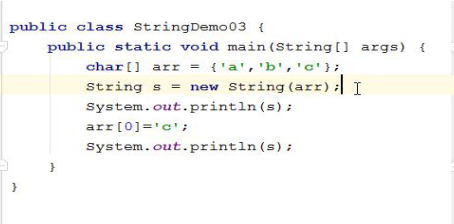 public class StringDemo03 {
public static void main(String[] args) {
char[] arr = {'a','b','c'};
String s = new String(arr);
System.out.println(s);
arr[0]='c';
System.out.println(s);
}
}